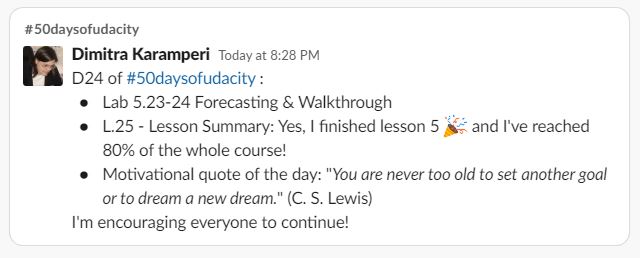 #50daysofudacity
Dimitra Karamperi Today at 8:28 PM
D24 of #50daysofudacity :
● Lab 5.23-24 Forecasting & Walkthrough
● L.25 - Lesson Summary: Yes, I finished lesson 5 🎉 and I've reached
80% of the whole course!
● Motivational quote of the day: "You are never too old to set another goal
or to dream a new dream." (C. S. Lewis)
I'm encouraging everyone to continue!